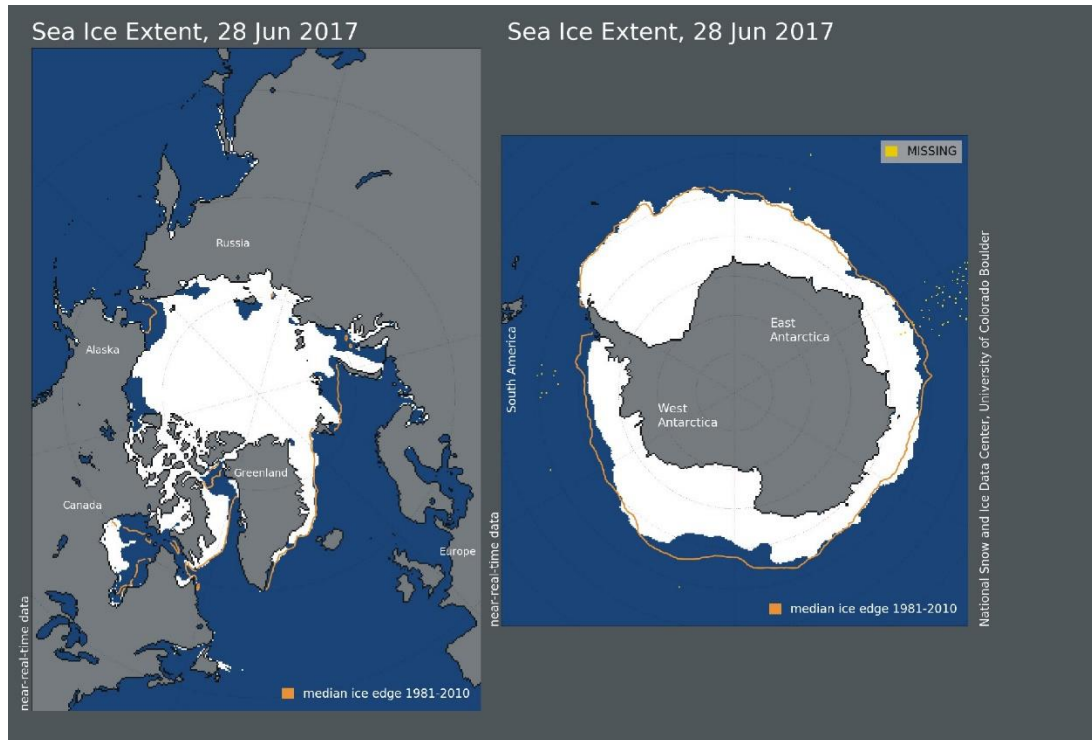 Sea Ice Extent, 28 Jun 2017
Russia
Alaska
Greenland
Canada
Europe
near-real-time data
median ice edge 1981-2010
Sea Ice Extent, 28 Jun 2017
MISSING
East
Antarctica
South America
West
Antarctica
near-real-time data
median ice edge 1981-2010
National Snow and Ice Data Center, University of Colorado Boulder